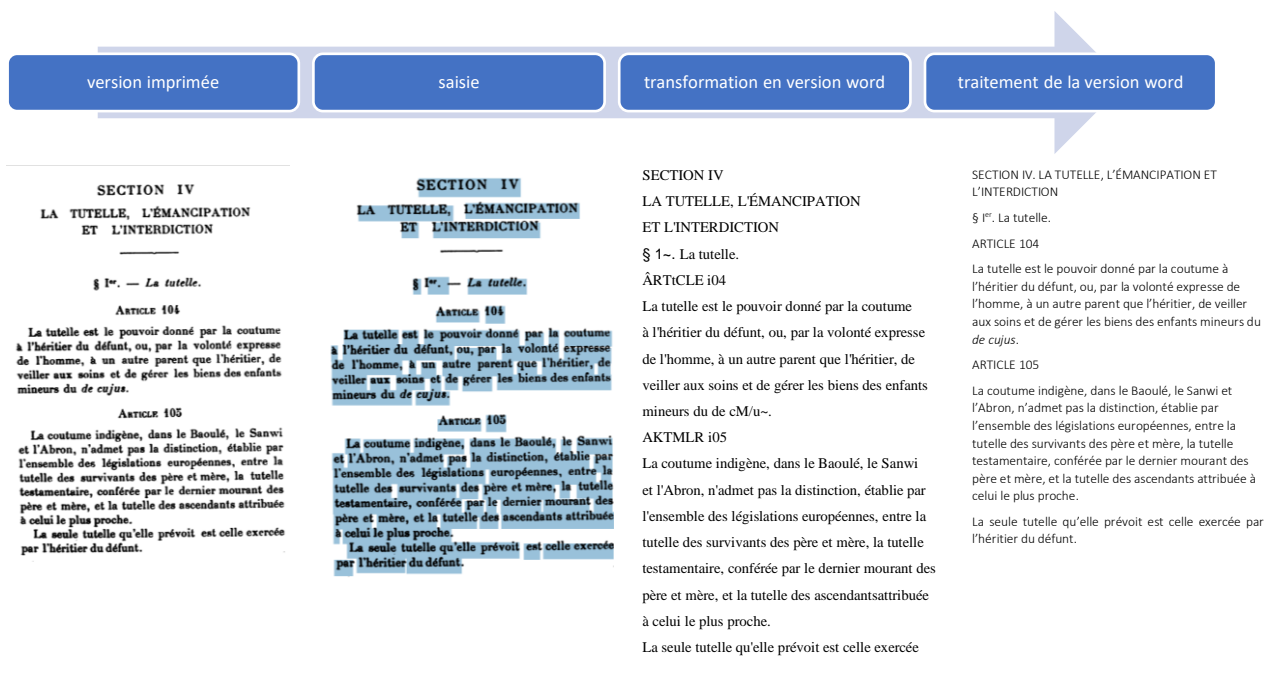 version imprimée
saisie
transformation en version word
traitement de la version word
SECTION IV
LA TUTELLE, L'ÉMANCIPATION
ET L'INTERDICTION
§ Ier. — La tutelle.
ARTICLE 104
La tutelle est le pouvoir donné par la coutume
à l'héritier du défunt, ou, par la volonté expresse
de l'homme, à un autre parent que l'héritier, de
veiller aux soins et de gérer les biens des enfants
mineurs du de cujus.
ARTICLE 105
La coutume indigène, dans le Baoulé, le Sanwi
et l'Abron, n'admet pas la distinction, établie par
l'ensemble des législations européennes, entre la
tutelle des survivants des père et mère, la tutelle
testamentaire, conférée par le dernier mourant des
père et mère, et la tutelle des ascendants attribuée
à celui le plus proche.
La seule tutelle qu'elle prévoit est celle exercée
par l'héritier du défunt.
SECTION IV
LA TUTELLE, L'ÉMANCIPATION
ET L'INTERDICTION
§ Ier. — La tutelle.
ARTICLE 104
La tutelle est le pouvoir donné par la coutume
à l'héritier du défunt, ou, par la volonté expresse
de l'homme, à un autre parent que l'héritier, de
veiller aux soins et de gérer les biens des enfants
mineurs du de cujus.
ARTICLE 105
La coutume indigène, dans le Baoulé, le Sanwi
et l'Abron, n'admet pas la distinction, établie par
l'ensemble des législations européennes, entre la
tutelle des survivants des père et mère, la tutelle
testamentaire, conférée par le dernier mourant des
père et mère, et la tutelle des ascendants attribuée
à celui le plus proche.
La seule tutelle qu'elle prévoit est celle exercée
par l'héritier du défunt.
SECTION IV
LA TUTELLE, L'ÉMANCIPATION
ET L'INTERDICTION
§ 1~. La tutelle.
ÂRTtCLE i04
La tutelle est le pouvoir donné par la coutume
à l'héritier du défunt, ou, par la volonté expresse
de l'homme, à un autre parent que l'héritier, de
veiller aux soins et de gérer les biens des enfants
mineurs du de cM/u~.
AKTMLR i05
La coutume indigène, dans le Baoulé, le Sanwi
et l'Abron, n'admet pas la distinction, établie par
l'ensemble des législations européennes, entre la
tutelle des survivants des père et mère, la tutelle
testamentaire, conférée par le dernier mourant des
père et mère, et la tutelle des ascendantsattribuée
à celui le plus proche.
La seule tutelle qu'elle prévoit est celle exercée
SECTION IV. LA TUTELLE, L'ÉMANCIPATION ET
L'INTERDICTION
§ Ier. La tutelle.
ARTICLE 104
La tutelle est le pouvoir donné par la coutume à
l'héritier du défunt, ou, par la volonté expresse de
l'homme, à un autre parent que l'héritier, de veiller
aux soins et de gérer les biens des enfants mineurs du
de cujus.
ARTICLE 105
La coutume indigène, dans le Baoulé, le Sanwi et
l'Abron, n'admet pas la distinction, établie par
l'ensemble des législations européennes, entre la
tutelle des survivants des père et mère, la tutelle
testamentaire, conférée par le dernier mourant des
père et mère, et la tutelle des ascendants attribuée à
celui le plus proche.
La seule tutelle qu'elle prévoit est celle exercée par
l'héritier du défunt.